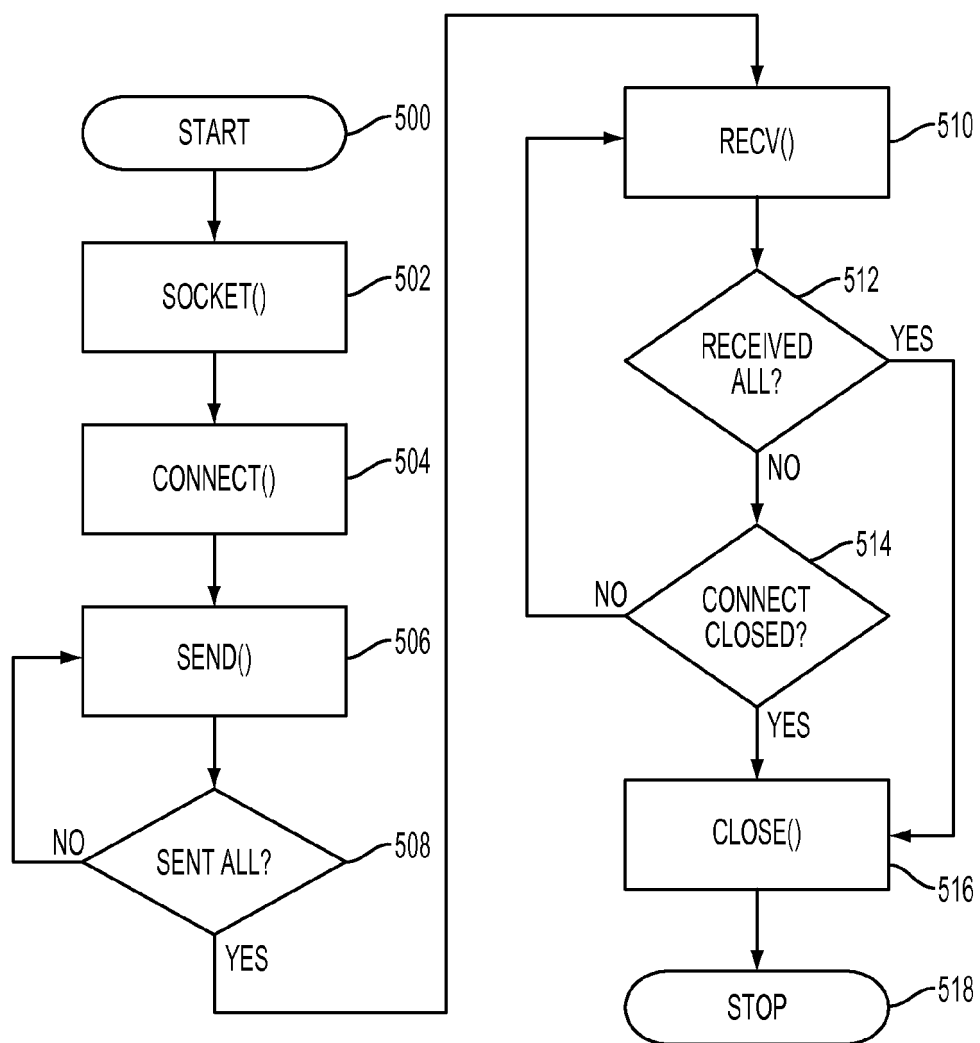 START
500
SOCKET()
502
CONNECT()
504
SEND()
506
SENT ALL?
508
NO
YES
RECV()
510
RECEIVED
ALL?
512
YES
NO
CONNECT
CLOSED?
514
NO
YES
CLOSE()
516
STOP
518